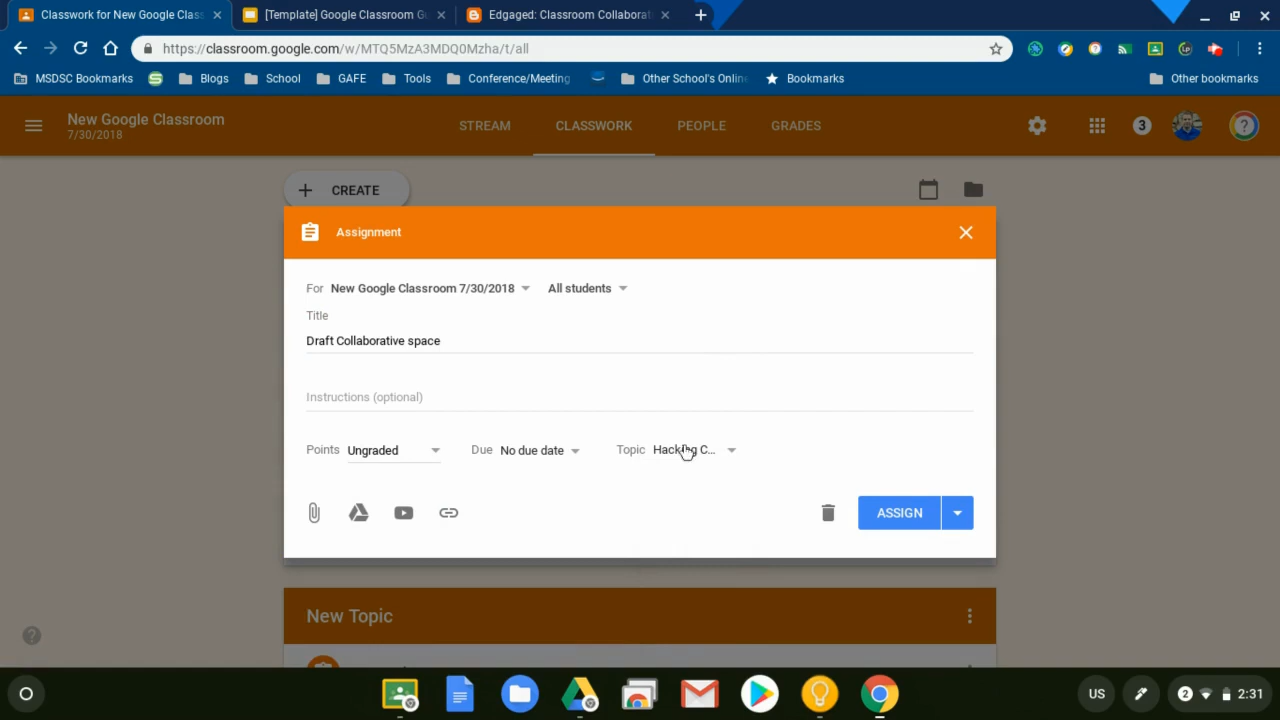 Classwork for New Google Class
[Template] Google Classroom G
Edgaged: Classroom Collaborat
https://classroom.google.com/w/MTQ5MzA3MDQ0Mzha/t/all
MSDSC Bookmarks
Blogs
School
GAFE
Tools
Conference/Meeting
Other School's Onlin
Bookmarks
Other bookmarks
New Google Classroom
7/30/2018
STREAM
CLASSWORK
PEOPLE
GRADES
3
?
+ CREATE
Assignment
For New Google Classroom 7/30/2018 All students
Title
Draft Collaborative space
Instructions (optional)
Points Ungraded
Due No due date
Topic Hacking C...
ASSIGN
New Topic
US
2
2:31